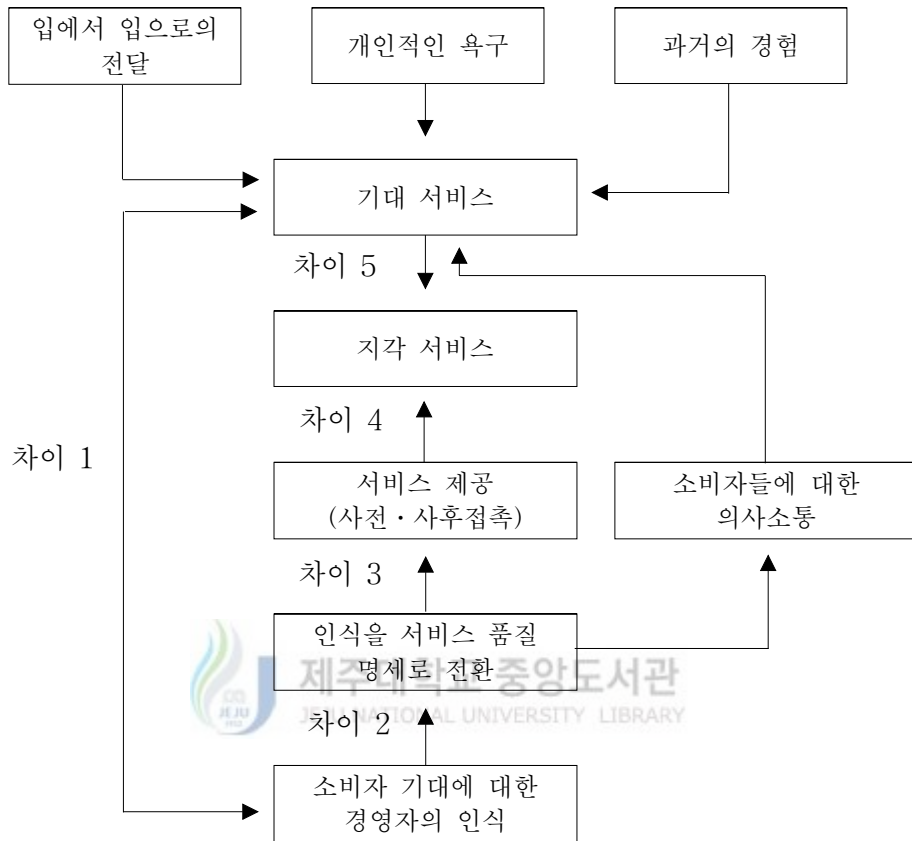 입에서 입으로의
전달
개인적인 욕구
과거의 경험
기대 서비스
차이 5
지각 서비스
차이 4
차이 1
서비스 제공
(사전・사후접촉)
소비자들에 대한
의사소통
차이 3
인식을 서비스 품질
명세로 전환
제주대학교 중앙도서관
JEJU NATIONAL UNIVERSITY LIBRARY
JEJU
1952
차이 2
소비자 기대에 대한
경영자의 인식